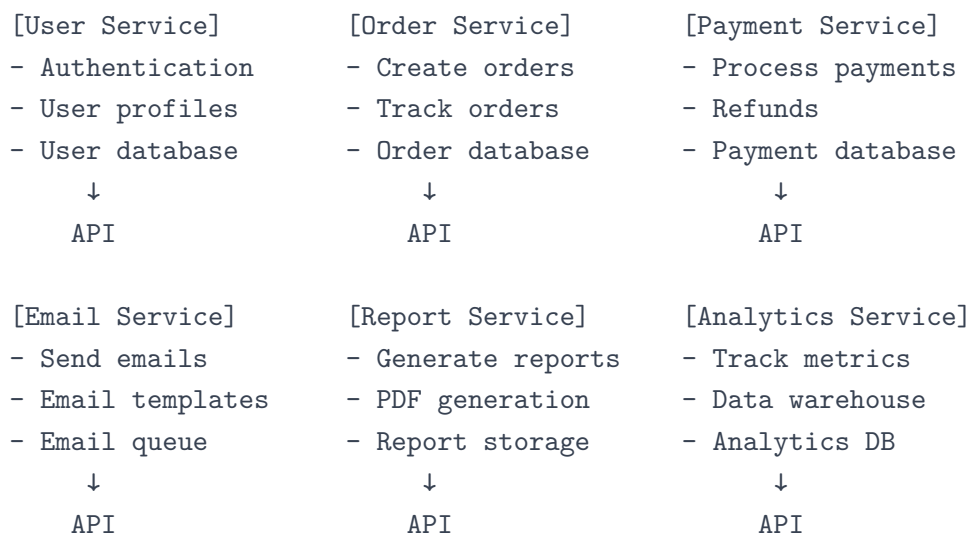 [User Service] [Order Service] [Payment Service]
- Authentication - Create orders - Process payments
- User profiles - Track orders - Refunds
- User database - Order database - Payment database
↓ ↓ ↓
API API API
[Email Service] [Report Service] [Analytics Service]
- Send emails - Generate reports - Track metrics
- Email templates - PDF generation - Data warehouse
- Email queue - Report storage - Analytics DB
↓ ↓ ↓
API API API